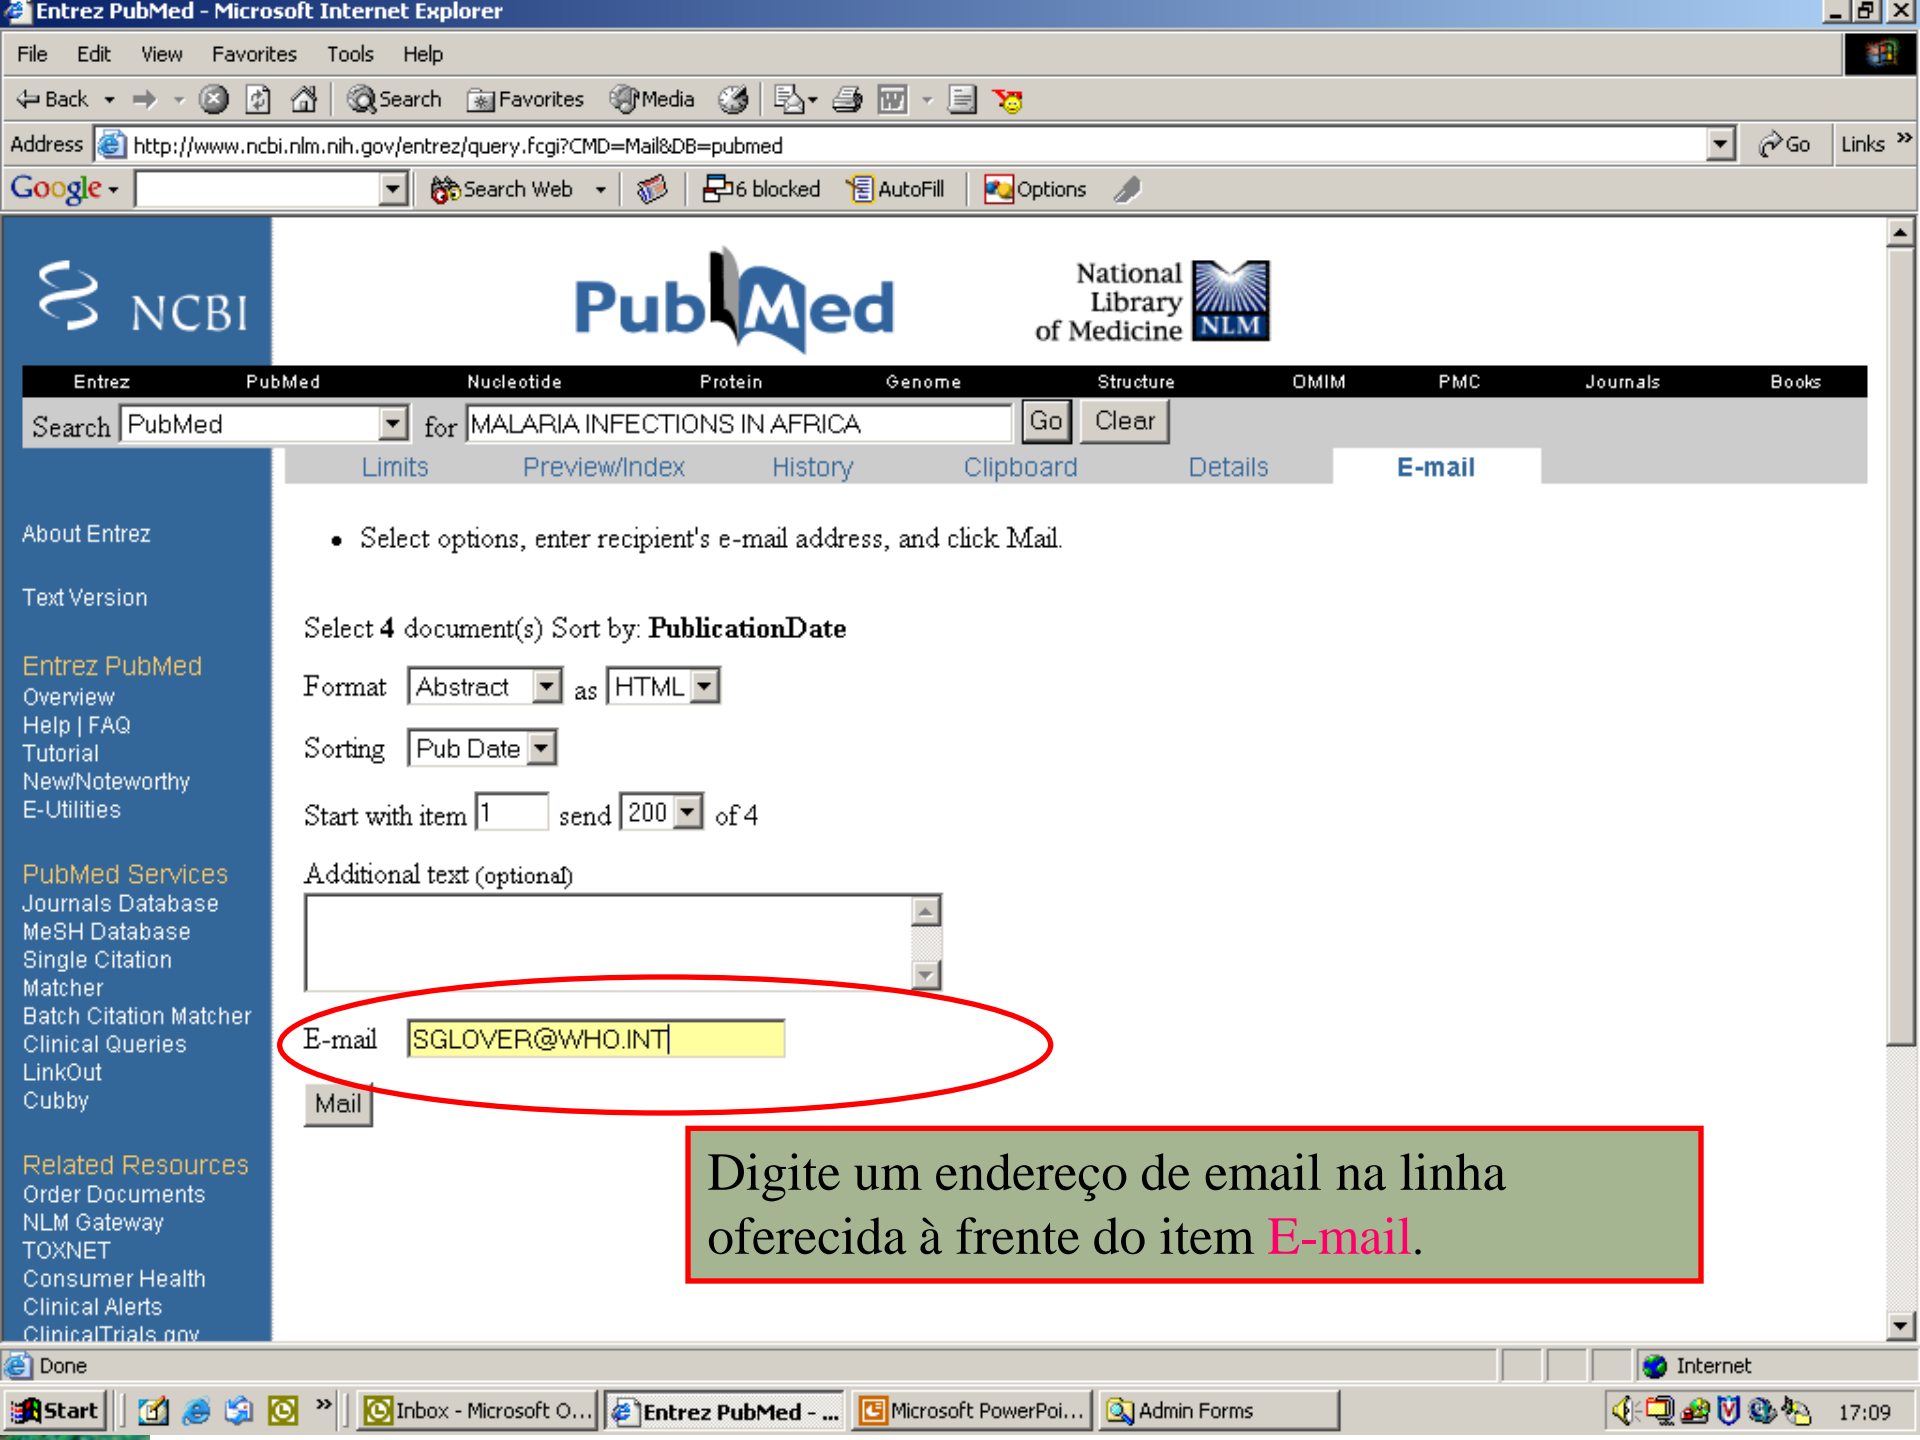 Entrez PubMed - Microsoft Internet Explorer
File Edit View Favorites Tools Help
Back Search Favorites Media
Address http://www.ncbi.nlm.nih.gov/entrez/query.fcgi?CMD=Mail&DB=pubmed Go Links »
Google Search Web 6 blocked AutoFill Options
NCBI
PubMed
National
Library
of Medicine NLM
Entrez PubMed Nucleotide Protein Genome Structure OMIM PMC Journals Books
Search PubMed for MALARIA INFECTIONS IN AFRICA Go Clear
Limits Preview/Index History Clipboard Details E-mail
About Entrez
Text Version
Entrez PubMed
Overview
Help | FAQ
Tutorial
New/Noteworthy
E-Utilities
PubMed Services
Journals Database
MeSH Database
Single Citation
Matcher
Batch Citation Matcher
Clinical Queries
LinkOut
Cubby
Related Resources
Order Documents
NLM Gateway
TOXNET
Consumer Health
Clinical Alerts
ClinicalTrials.gov
• Select options, enter recipient's e-mail address, and click Mail.
Select 4 document(s) Sort by: PublicationDate
Format Abstract as HTML
Sorting Pub Date
Start with item 1 send 200 of 4
Additional text (optional)
E-mail SGLOVER@WHO.INT
Mail
Digite um endereço de email na linha
oferecida à frente do item E-mail.
Done Internet
Start » Inbox - Microsoft O... Entrez PubMed - ... Microsoft PowerPoi... Admin Forms 17:09